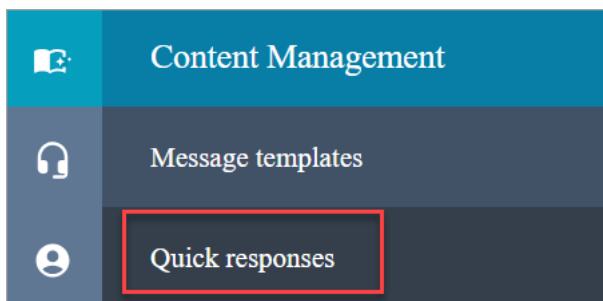 Content Management
Message templates
Quick responses